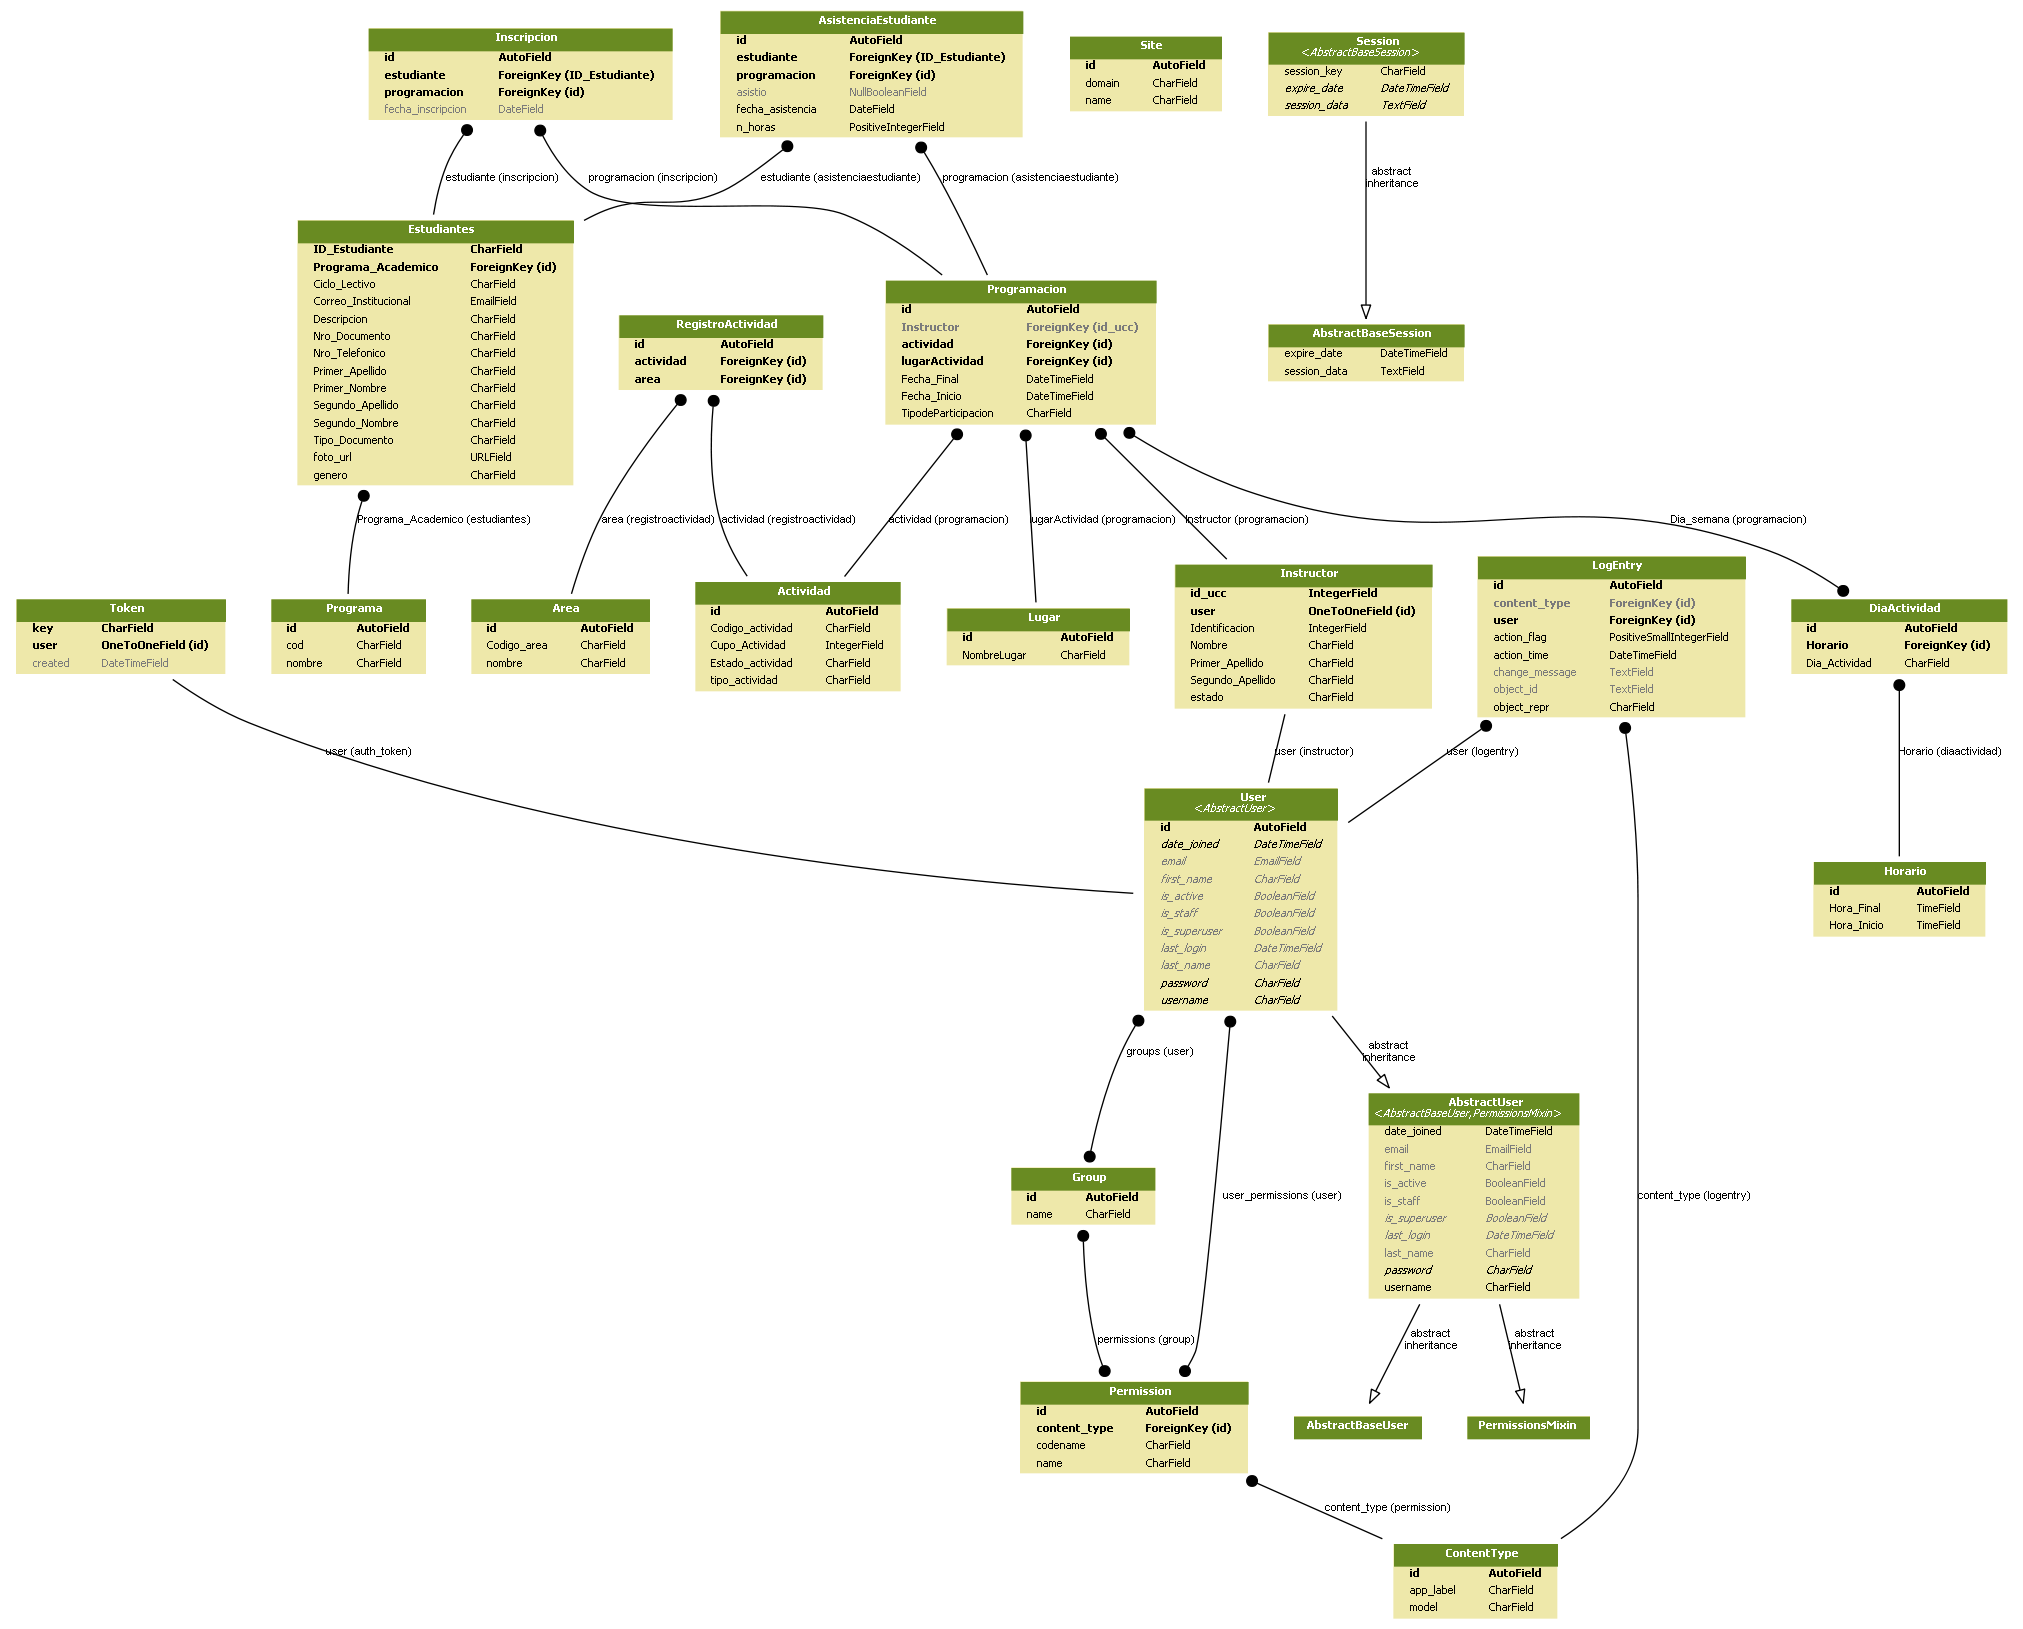 Inscripcion
id AutoField
estudiante ForeignKey (ID_Estudiante)
programacion ForeignKey (id)
fecha_inscripcion DateField
AsistenciaEstudiante
id AutoField
estudiante ForeignKey (ID_Estudiante)
programacion ForeignKey (id)
asistio NullBooleanField
fecha_asistencia DateField
n_horas PositiveIntegerField
Site
id AutoField
domain CharField
name CharField
Session
<AbstractBaseSession>
session_key CharField
expire_date DateTimeField
session_data TextField
estudiante (inscripcion)
programacion (inscripcion)
estudiante (asistenciaestudiante)
programacion (asistenciaestudiante)
abstract
inheritance
Estudiantes
ID_Estudiante CharField
Programa_Academico ForeignKey (id)
Ciclo_Lectivo CharField
Correo_Institucional EmailField
Descripcion CharField
Nro_Documento CharField
Nro_Telefonico CharField
Primer_Apellido CharField
Primer_Nombre CharField
Segundo_Apellido CharField
Segundo_Nombre CharField
Tipo_Documento CharField
foto_url URLField
genero CharField
RegistroActividad
id AutoField
actividad ForeignKey (id)
area ForeignKey (id)
Programacion
id AutoField
Instructor ForeignKey (id_ucc)
actividad ForeignKey (id)
lugarActividad ForeignKey (id)
Fecha_Final DateTimeField
Fecha_Inicio DateTimeField
TipodeParticipacion CharField
AbstractBaseSession
expire_date DateTimeField
session_data TextField
Programa_Academico (estudiantes)
area (registroactividad)
actividad (registroactividad)
actividad (programacion)
lugarActividad (programacion)
Instructor (programacion)
Dia_semana (programacion)
Token
key CharField
user OneToOneField (id)
created DateTimeField
Programa
id AutoField
cod CharField
nombre CharField
Area
id AutoField
Codigo_area CharField
nombre CharField
Actividad
id AutoField
Codigo_actividad CharField
Cupo_Actividad IntegerField
Estado_actividad CharField
tipo_actividad CharField
Lugar
id AutoField
NombreLugar CharField
Instructor
id_ucc IntegerField
user OneToOneField (id)
Identificacion IntegerField
Nombre CharField
Primer_Apellido CharField
Segundo_Apellido CharField
estado CharField
LogEntry
id AutoField
content_type ForeignKey (id)
user ForeignKey (id)
action_flag PositiveSmallIntegerField
action_time DateTimeField
change_message TextField
object_id TextField
object_repr CharField
DiaActividad
id AutoField
Horario ForeignKey (id)
Dia_Actividad CharField
user (auth_token)
user (instructor)
user (logentry)
Horario (diaactividad)
User
<AbstractUser>
id AutoField
date_joined DateTimeField
email EmailField
first_name CharField
is_active BooleanField
is_staff BooleanField
is_superuser BooleanField
last_login DateTimeField
last_name CharField
password CharField
username CharField
Horario
id AutoField
Hora_Final TimeField
Hora_Inicio TimeField
groups (user)
abstract
inheritance
AbstractUser
<AbstractBaseUser,PermissionsMixin>
date_joined DateTimeField
email EmailField
first_name CharField
is_active BooleanField
is_staff BooleanField
is_superuser BooleanField
last_login DateTimeField
last_name CharField
password CharField
username CharField
Group
id AutoField
name CharField
user_permissions (user)
content_type (logentry)
permissions (group)
abstract
inheritance
abstract
inheritance
Permission
id AutoField
content_type ForeignKey (id)
codename CharField
name CharField
AbstractBaseUser
PermissionsMixin
content_type (permission)
ContentType
id AutoField
app_label CharField
model CharField